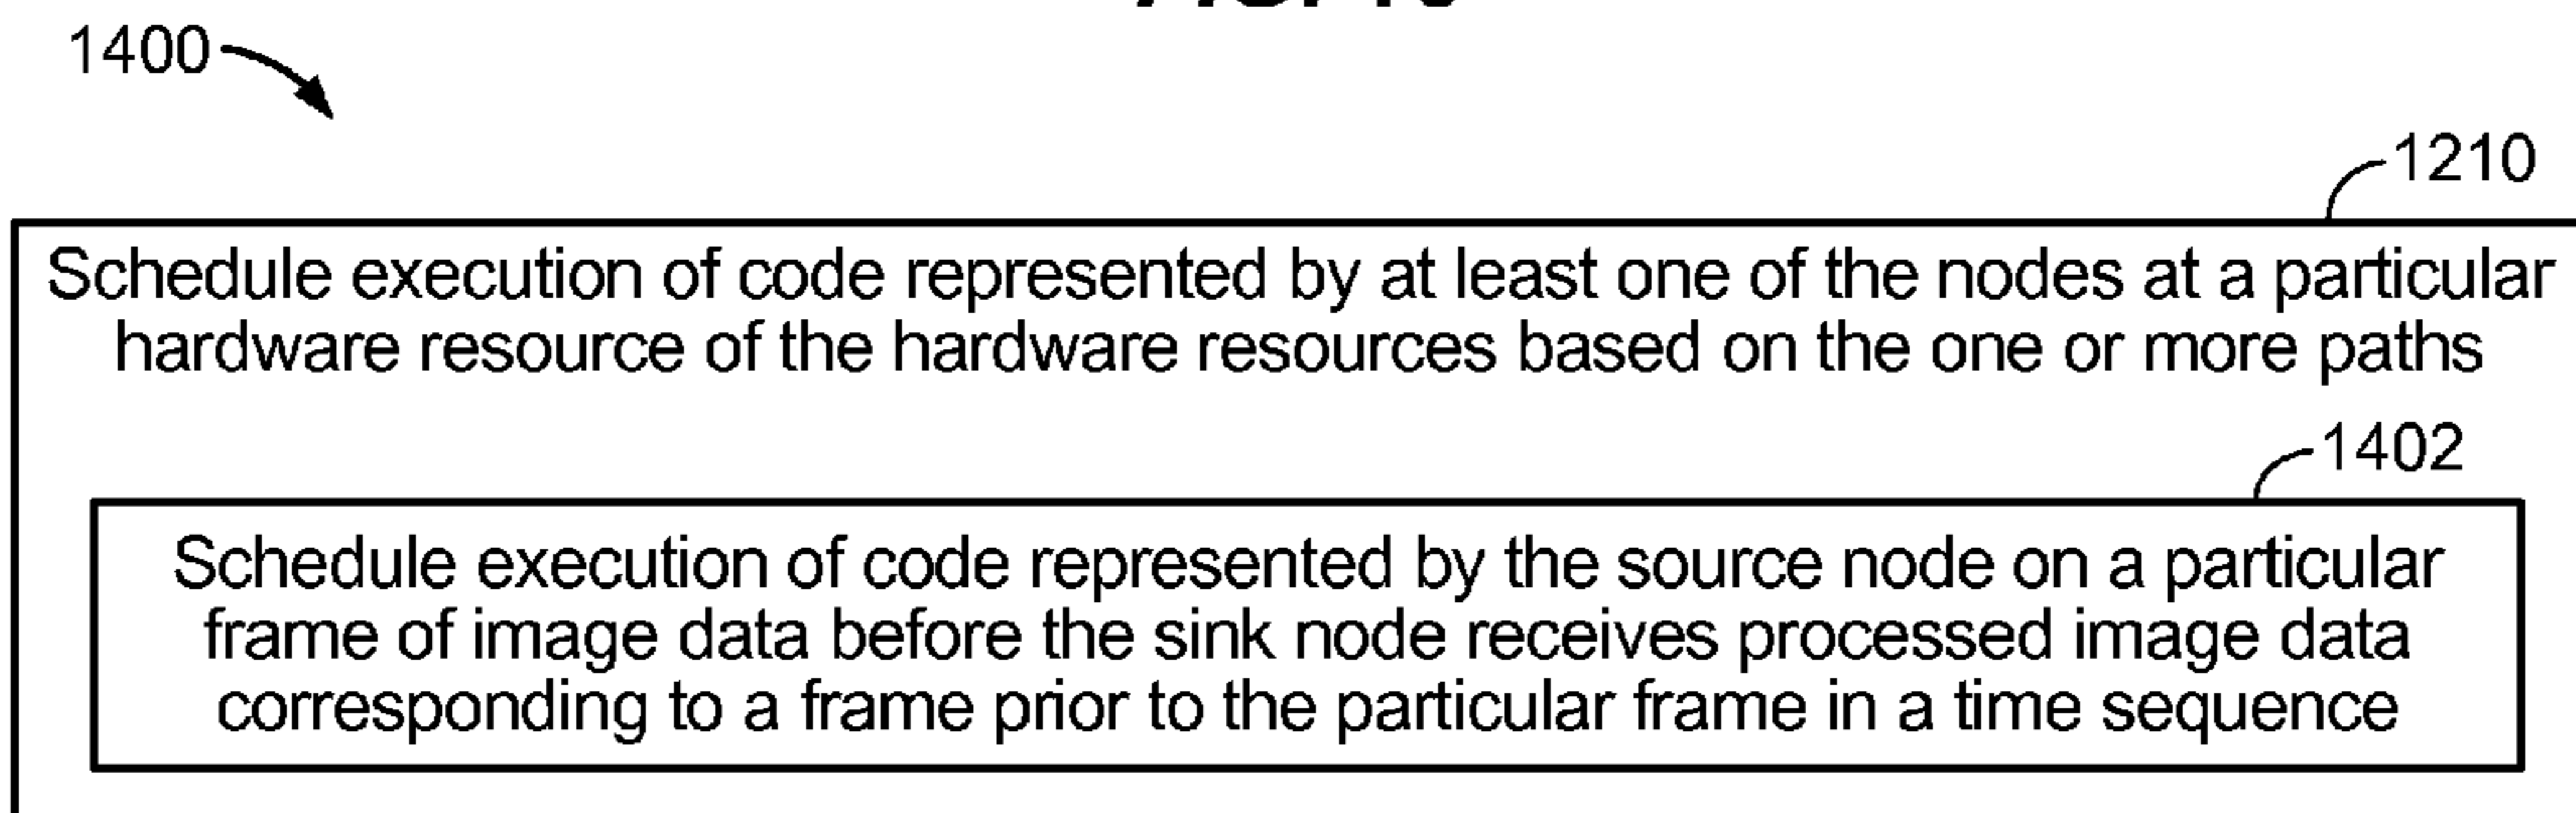 1400
1210
Schedule execution of code represented by at least one of the nodes at a particular
hardware resource of the hardware resources based on the one or more paths
1402
Schedule execution of code represented by the source node on a particular
frame of image data before the sink node receives processed image data
corresponding to a frame prior to the particular frame in a time sequence